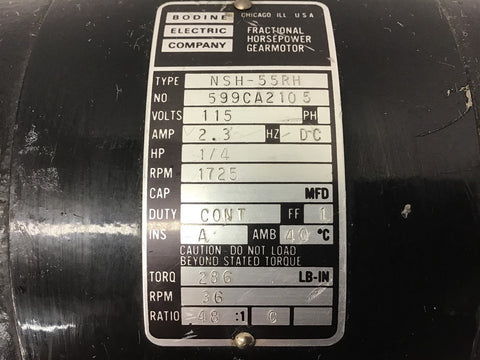 BODINE ELECTRIC COMPANY
CHICAGO ILL U.S.A
FRACTIONAL HORSEPOWER GEARMOTOR
TYPE NSH-55RH
NO 599CA2105
VOLTS 115 PH
AMP 2.3 HZ DC
HP 1/4
RPM 1725
CAP MFD
DUTY CONT FF 1
INS A AMB 40 °C
CAUTION-DO NOT LOAD
BEYOND STATED TORQUE
TORQ 286 LB-IN
RPM 36
RATIO 48 :1 C